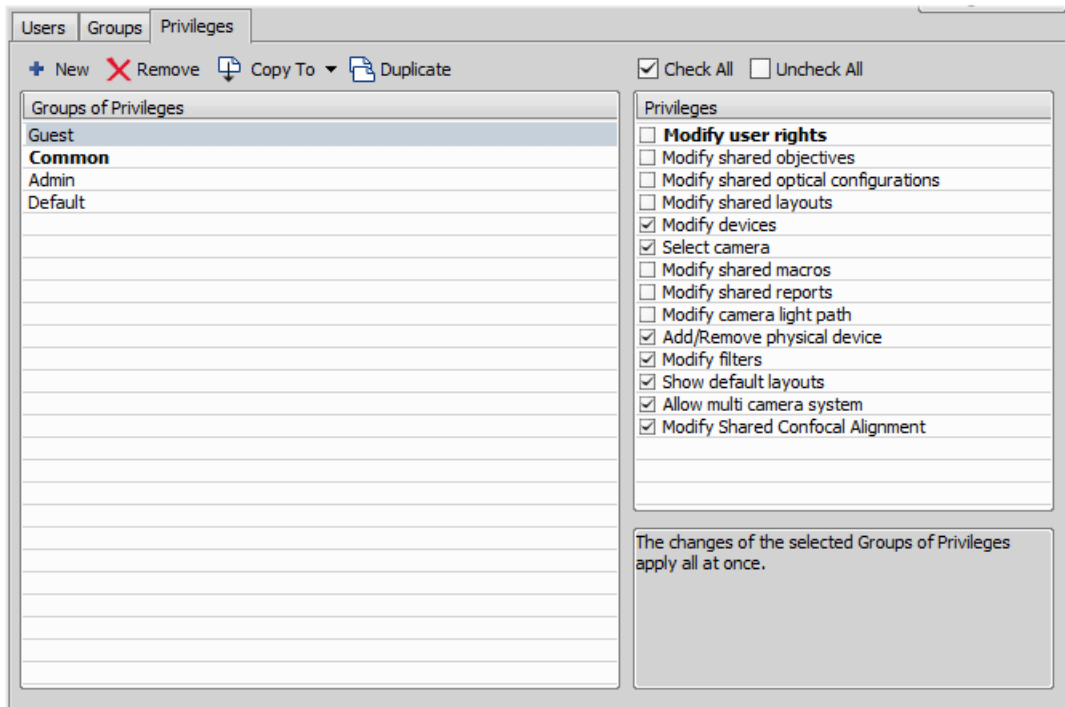 Users Groups Privileges
New Remove Copy To Duplicate Check All Uncheck All
Groups of Privileges
Guest
Common
Admin
Default
Privileges
Modify user rights
Modify shared objectives
Modify shared optical configurations
Modify shared layouts
Modify devices
Select camera
Modify shared macros
Modify shared reports
Modify camera light path
Add/Remove physical device
Modify filters
Show default layouts
Allow multi camera system
Modify Shared Confocal Alignment
The changes of the selected Groups of Privileges
apply all at once.